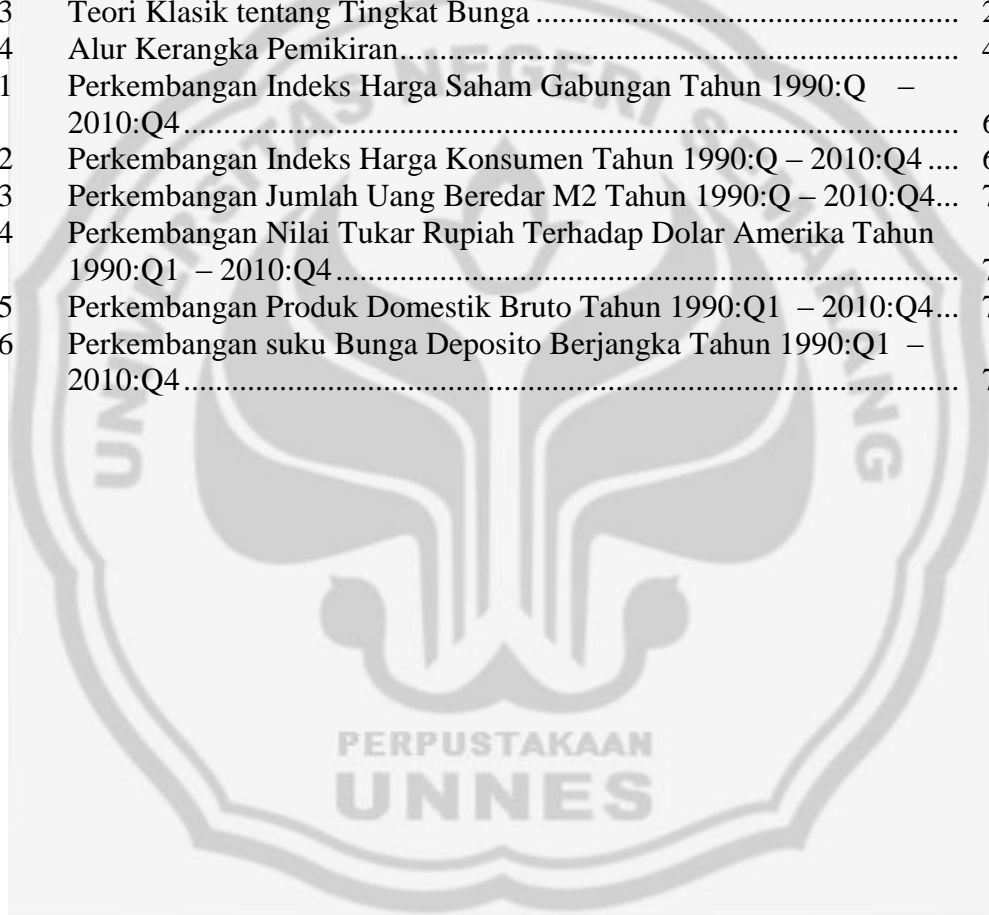 3 Teori Klasik tentang Tingkat Bunga ........................................................ 2
4 Alur Kerangka Pemikiran.......................................................................... 4
1 Perkembangan Indeks Harga Saham Gabungan Tahun 1990:Q –
2010:Q4....................................................................................................... 6
2 Perkembangan Indeks Harga Konsumen Tahun 1990:Q – 2010:Q4 .... 6
3 Perkembangan Jumlah Uang Beredar M2 Tahun 1990:Q – 2010:Q4... 7
4 Perkembangan Nilai Tukar Rupiah Terhadap Dolar Amerika Tahun
1990:Q1 – 2010:Q4 ................................................................................... 7
5 Perkembangan Produk Domestik Bruto Tahun 1990:Q1 – 2010:Q4... 7
6 Perkembangan suku Bunga Deposito Berjangka Tahun 1990:Q1 –
2010:Q4....................................................................................................... 7
UNIVERSITAS NEGERI SEMARANG
PERPUSTAKAAN
UNNES